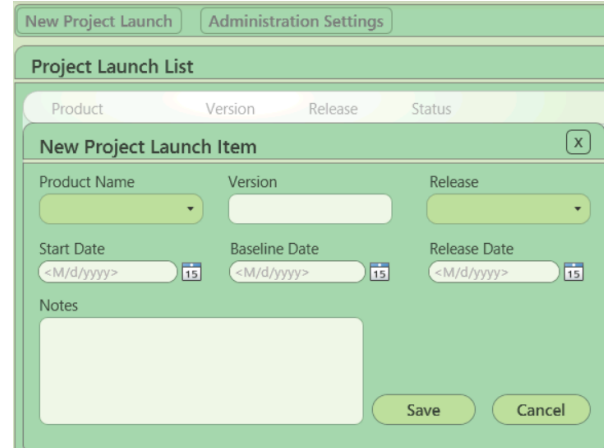 New Project Launch Administration Settings
Project Launch List
Product Version Release Status
New Project Launch Item X
Product Name Version Release
Start Date Baseline Date Release Date
<M/d/yyyy> 15 <M/d/yyyy> 15 <M/d/yyyy> 15
Notes
Save Cancel